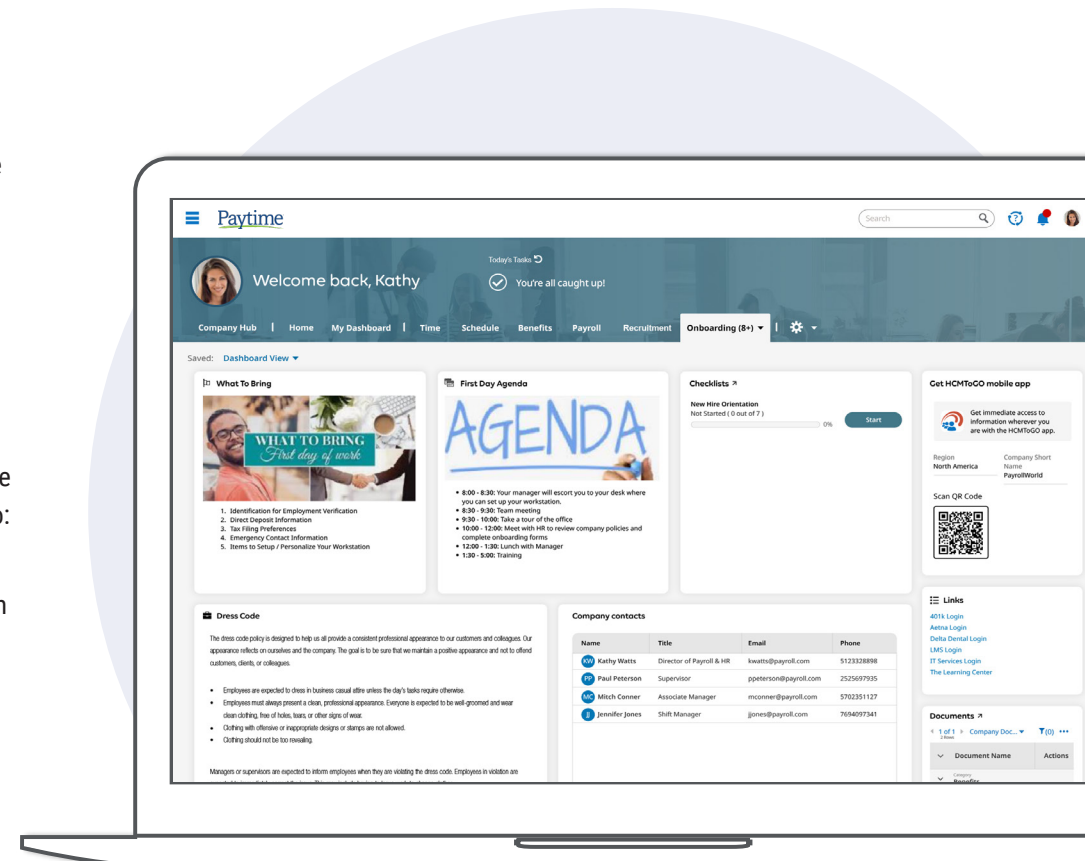 Paytime
Search
Welcome back, Kathy
Today's Tasks
You're all caught up!
Company Hub | Home My Dashboard | Time Schedule Benefits Payroll Recruitment Onboarding (8+) |
Saved: Dashboard View
What To Bring
WHAT TO BRING
First day of work
1. Identification for Employment Verification
2. Direct Deposit Information
3. Tax Filing Preferences
4. Emergency Contact Information
5. Items to Setup / Personalize Your Workstation
First Day Agenda
AGENDA
• 8:00 - 8:30: Your manager will escort you to your desk where
you can set up your workstation.
• 8:30 - 9:30: Team meeting
• 9:30 - 10:00: Take a tour of the office
• 10:00 - 12:00: Meet with HR to review company policies and
complete onboarding forms
• 12:00 - 1:30: Lunch with Manager
• 1:30 - 5:00: Training
Checklists
New Hire Orientation
Not Started ( 0 out of 7 )
0%
Start
Get HCMToGO mobile app
Get immediate access to
information wherever you
are with the HCMToGO app.
Region
North America
Company Short
Name
PayrollWorld
Scan QR Code
Dress Code
The dress code policy is designed to help us all provide a consistent professional appearance to our customers and colleagues. Our
appearance reflects on ourselves and the company. The goal is to be sure that we maintain a positive appearance and not to offend
customers, clients, or colleagues.
• Employees are expected to dress in business casual attire unless the day's tasks require otherwise.
• Employees must always present a clean, professional appearance. Everyone is expected to be well-groomed and wear
clean clothing, free of holes, tears, or other signs of wear.
• Clothing with offensive or inappropriate designs or stamps are not allowed.
• Clothing should not be too revealing.
Managers or supervisors are expected to inform employees when they are violating the dress code. Employees in violation are
Company contacts
Name Title Email Phone
KW Kathy Watts Director of Payroll & HR kwatts@payroll.com 5123328898
PP Paul Peterson Supervisor ppeterson@payroll.com 2525697935
MC Mitch Conner Associate Manager mconner@payroll.com 5702351127
JJ Jennifer Jones Shift Manager jjones@payroll.com 7694097341
Links
401k Login
Aetna Login
Delta Dental Login
LMS Login
IT Services Login
The Learning Center
Documents
1 of 1 Company Doc... (0) •••
2 Rows
Document Name Actions
Category
Benefits